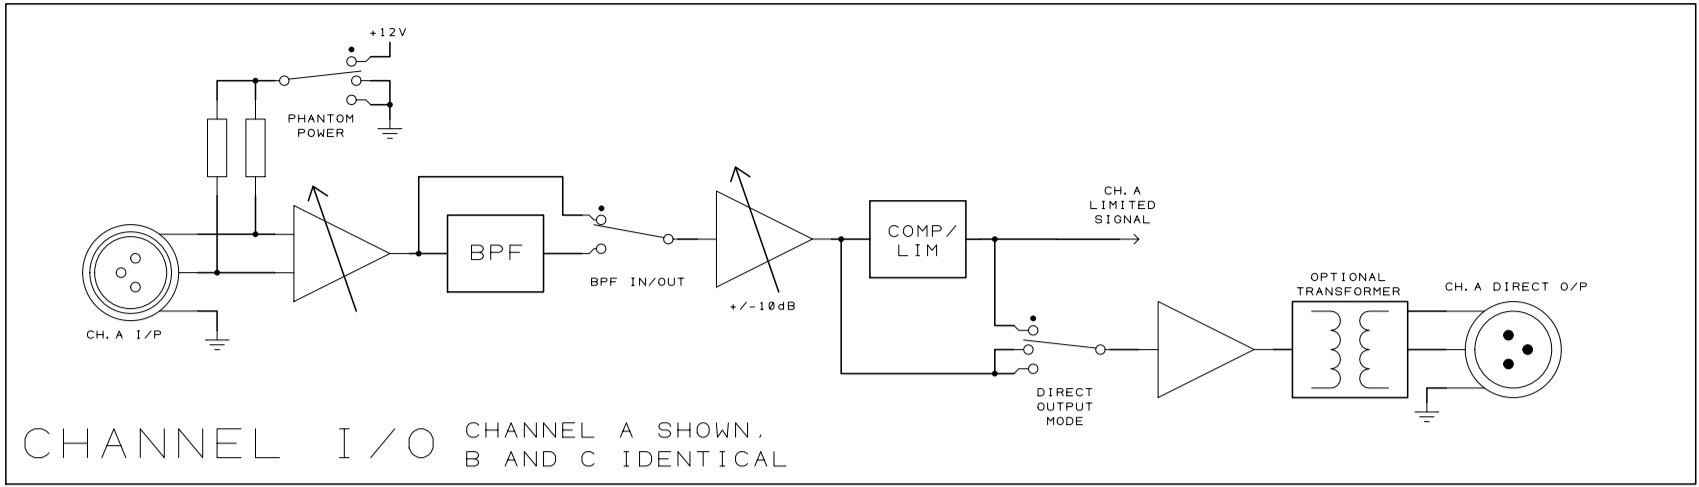 +12V
PHANTOM
POWER
CH. A I/P
BPF
BPF IN/OUT
+/-10dB
COMP/
LIM
CH. A
LIMITED
SIGNAL
DIRECT
OUTPUT
MODE
OPTIONAL
TRANSFORMER
CH. A DIRECT O/P
CHANNEL I/O
CHANNEL A SHOWN,
B AND C IDENTICAL